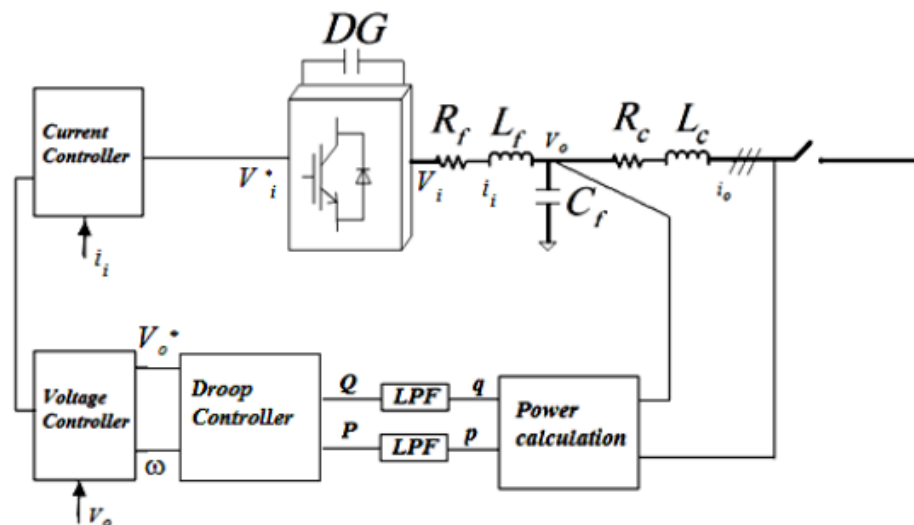 DG
Current
Controller
V*i
Rf
Lf
Vo
Rc
Lc
Vi
ii
Cf
io
ii
Vo*
Voltage
Controller
ω
Droop
Controller
Q
LPF
q
P
LPF
p
Power
calculation
vo